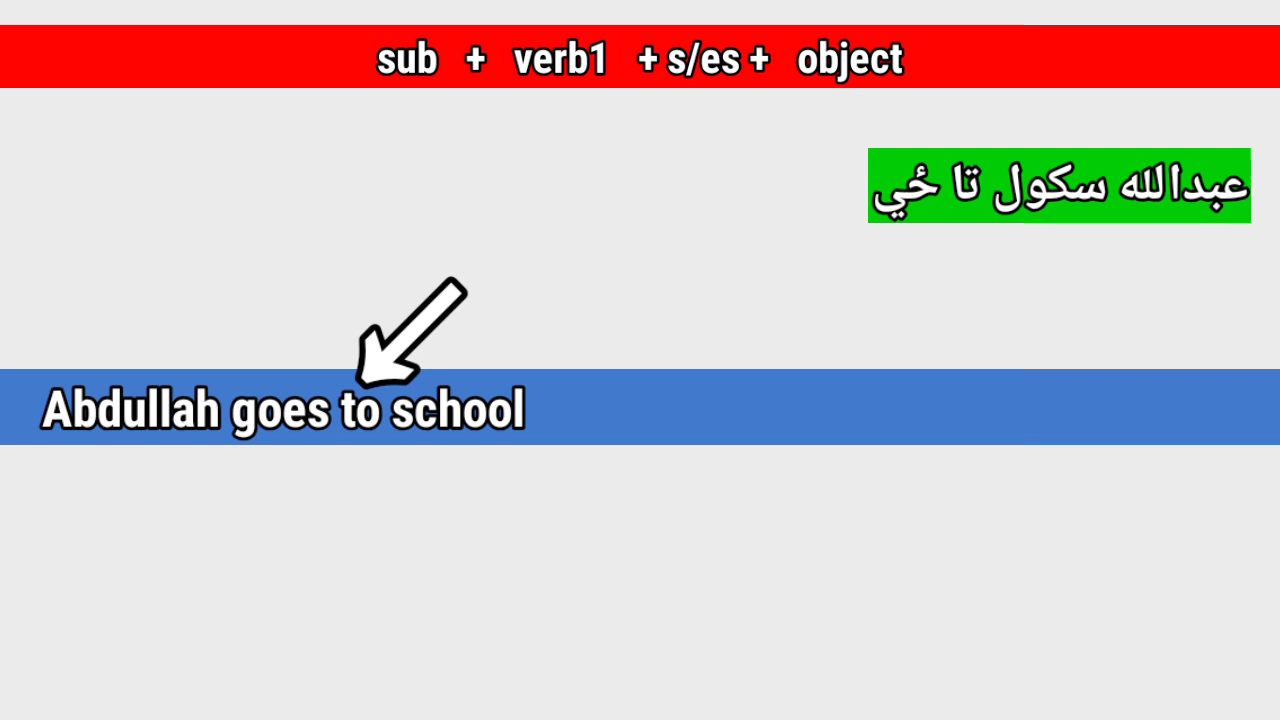 sub + verb1 + s/es + object
عبدالله سکول تا ځي
Abdullah goes to school